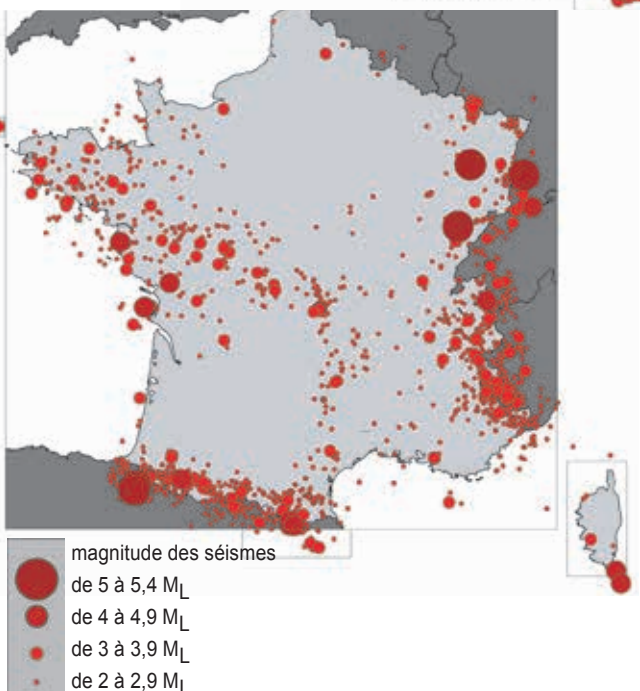 magnitude des séismes
de 5 à 5,4 ML
de 4 à 4,9 ML
de 3 à 3,9 ML
de 2 à 2,9 ML